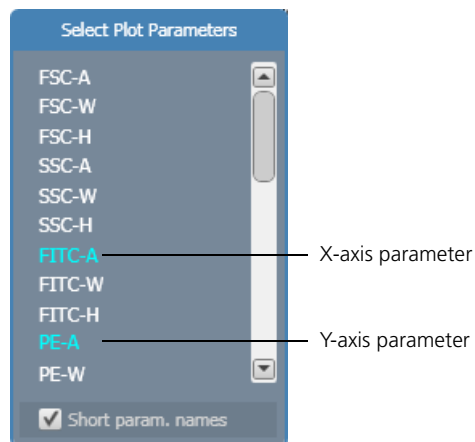 Select Plot Parameters
FSC-A
FSC-W
FSC-H
SSC-A
SSC-W
SSC-H
FITC-A
X-axis parameter
FITC-W
FITC-H
PE-A
Y-axis parameter
PE-W
Short param. names